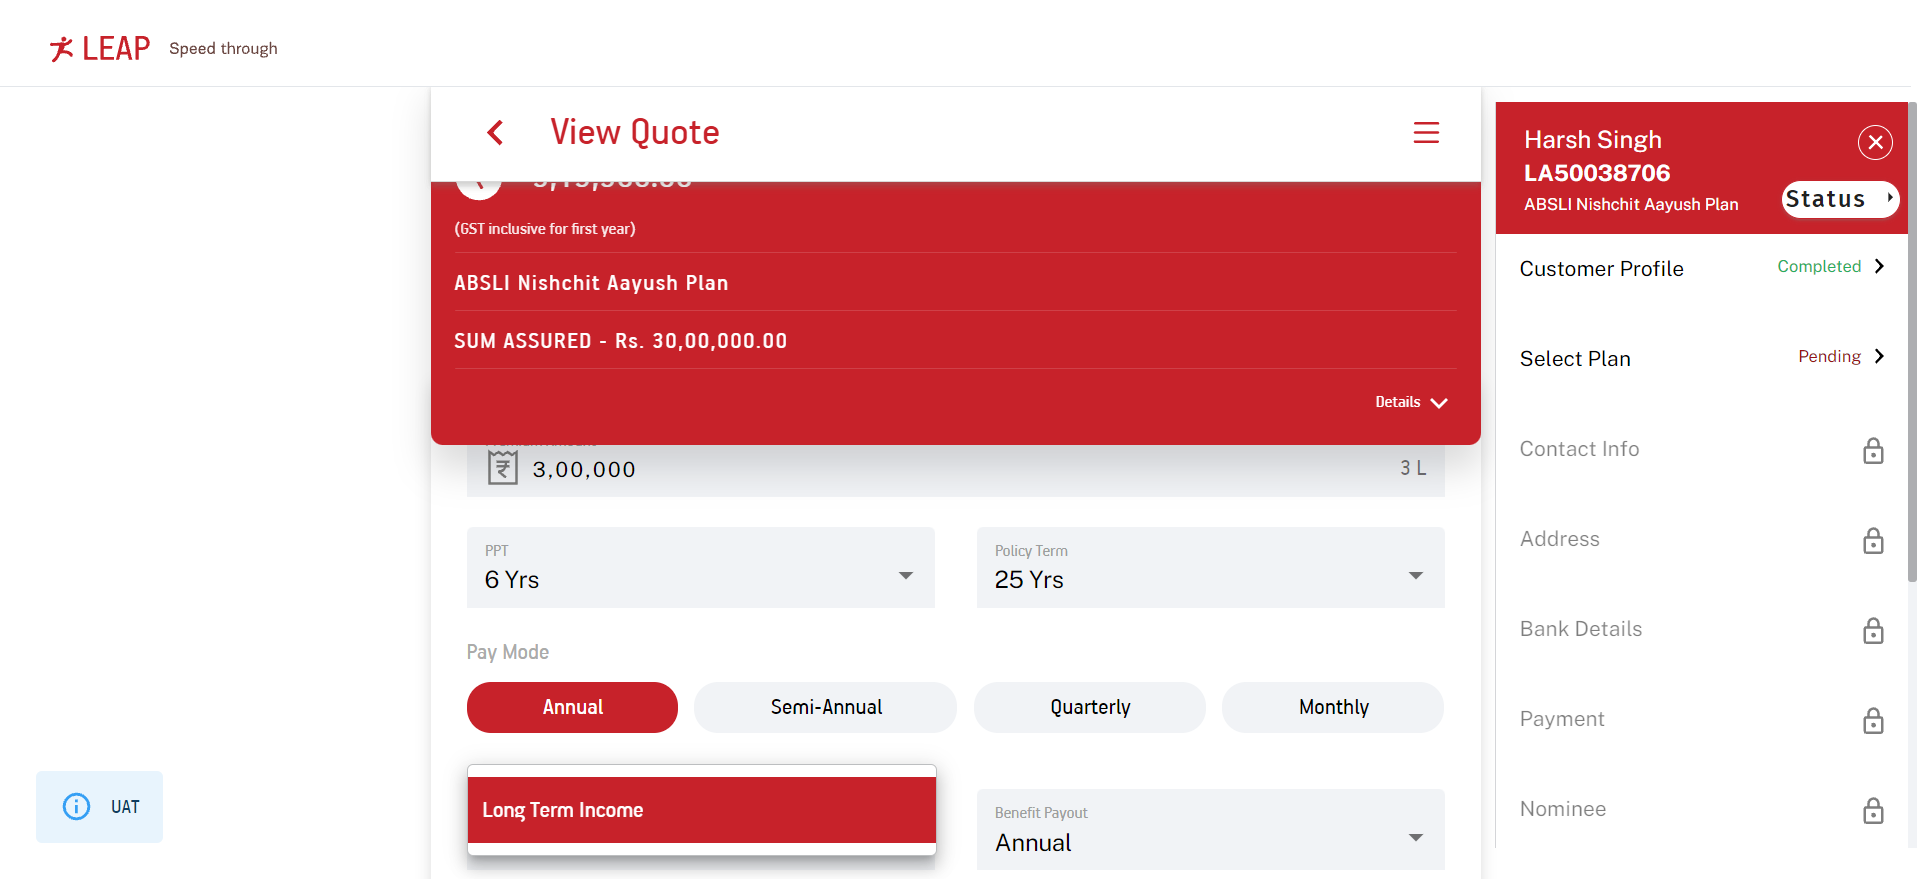 LEAP Speed through
View Quote
(GST inclusive for first year)
ABSLI Nishchit Aayush Plan
SUM ASSURED - Rs. 30,00,000.00
Details
3,00,000
3 L
PPT
6 Yrs
Policy Term
25 Yrs
Pay Mode
Annual
Semi-Annual
Quarterly
Monthly
Long Term Income
Benefit Payout
Annual
Harsh Singh
LA50038706
ABSLI Nishchit Aayush Plan
Status
Customer Profile
Completed
Select Plan
Pending
Contact Info
Address
Bank Details
Payment
Nominee
UAT